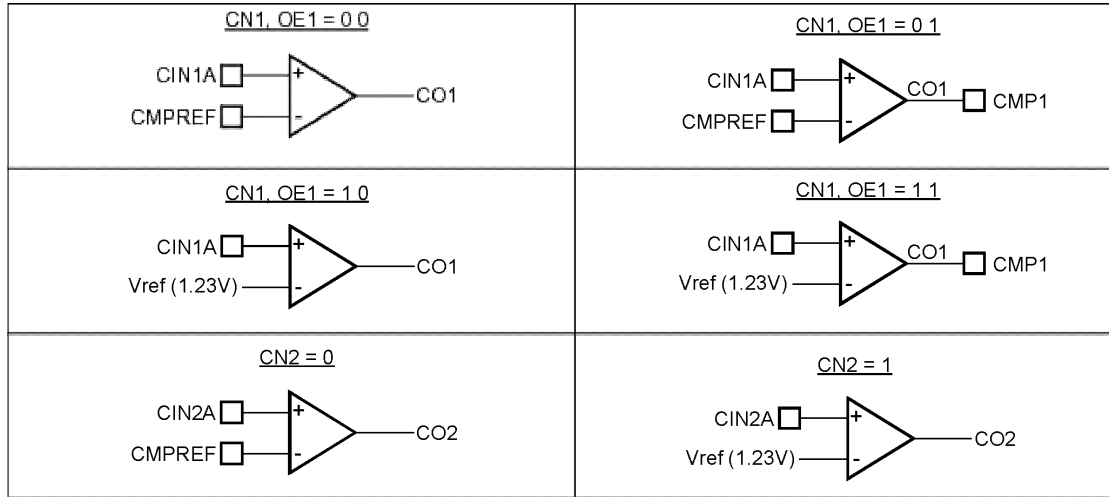 CN1, OE1 = 0 0
CIN1A
+
CMPREF
-
CO1
CN1, OE1 = 0 1
CIN1A
+
CMPREF
-
CO1
CMP1
CN1, OE1 = 1 0
CIN1A
+
Vref (1.23V)
-
CO1
CN1, OE1 = 1 1
CIN1A
+
Vref (1.23V)
-
CO1
CMP1
CN2 = 0
CIN2A
+
CMPREF
-
CO2
CN2 = 1
CIN2A
+
Vref (1.23V)
-
CO2